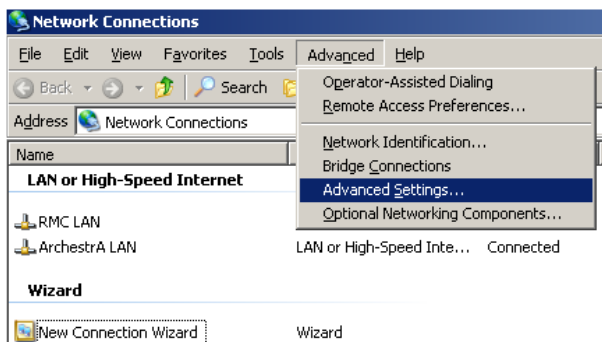 Network Connections
File Edit View Favorites Tools Advanced Help
Back Search
Operator-Assisted Dialing
Remote Access Preferences...
Address Network Connections
Network Identification...
Name
Bridge Connections
LAN or High-Speed Internet
Advanced Settings...
Optional Networking Components...
RMC LAN
ArchestrA LAN LAN or High-Speed Inte... Connected
Wizard
New Connection Wizard Wizard